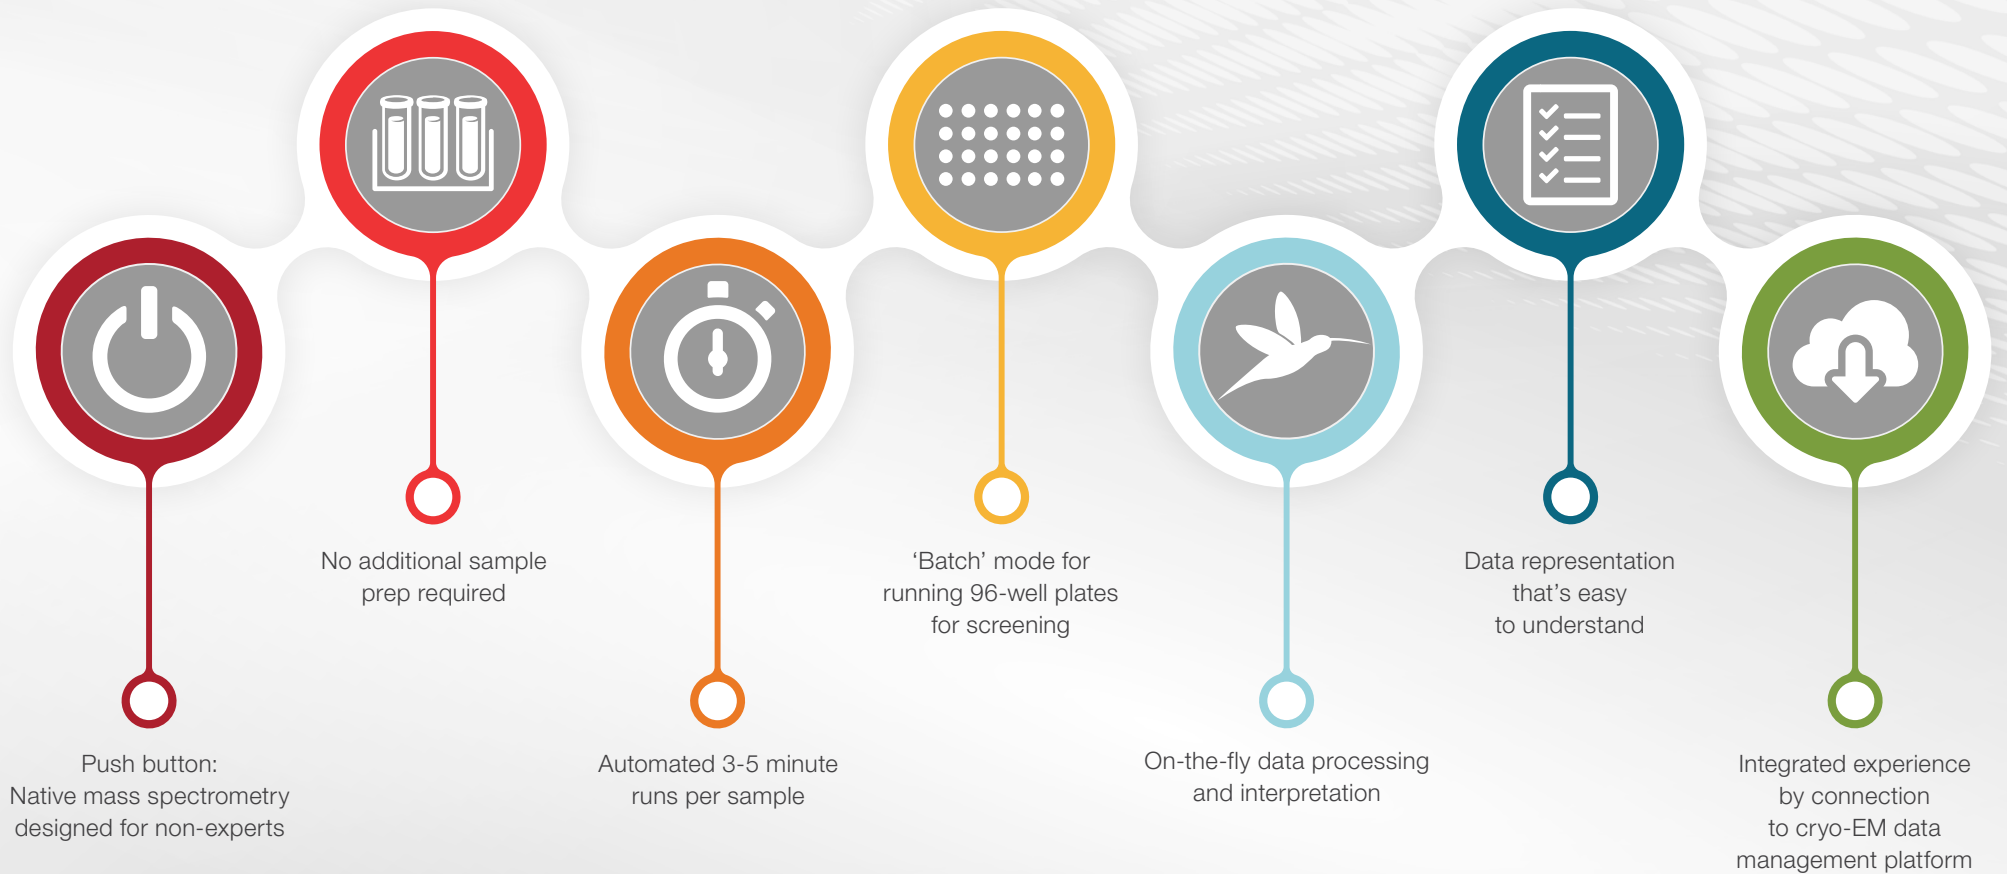 Push button:
Native mass spectrometry
designed for non-experts
No additional sample
prep required
Automated 3-5 minute
runs per sample
‘Batch’ mode for
running 96-well plates
for screening
On-the-fly data processing
and interpretation
Data representation
that’s easy
to understand
Integrated experience
by connection
to cryo-EM data
management platform